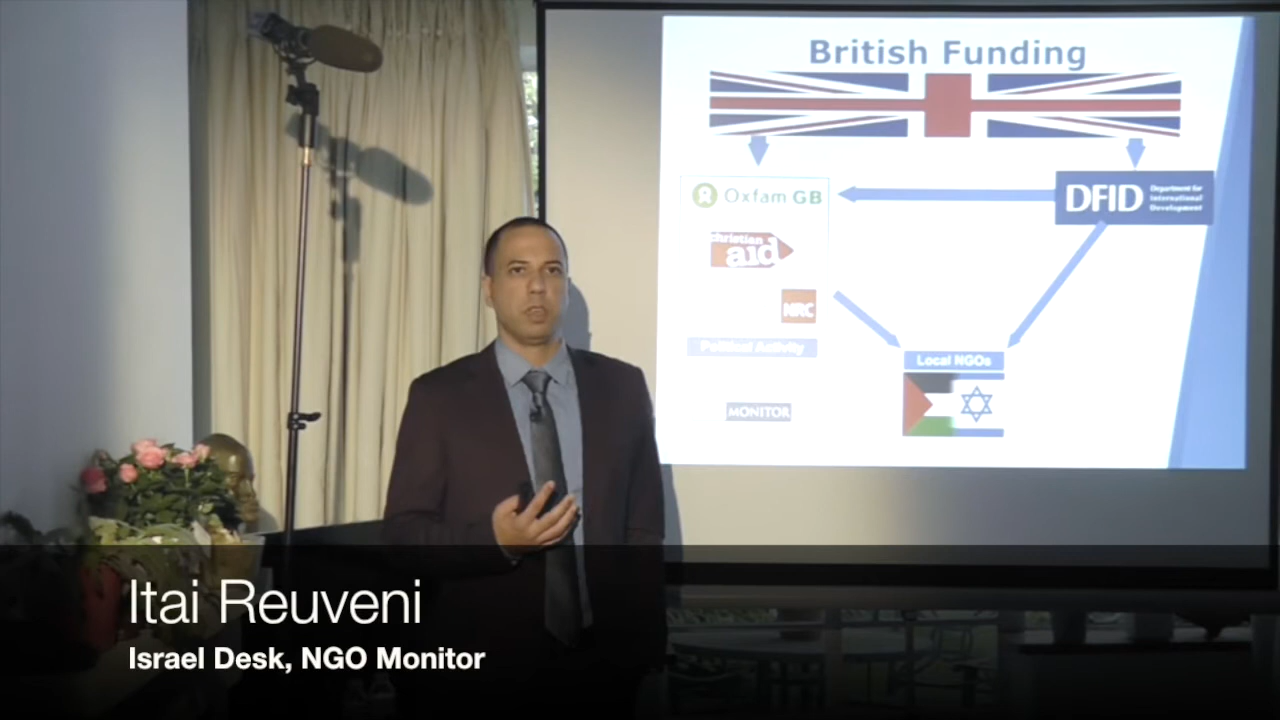 British Funding
Oxfam GB
DFID
Department for
International
Development
christian
aid
NRC
Political Activity
Local NGOs
MONITOR
Itai Reuveni
Israel Desk, NGO Monitor